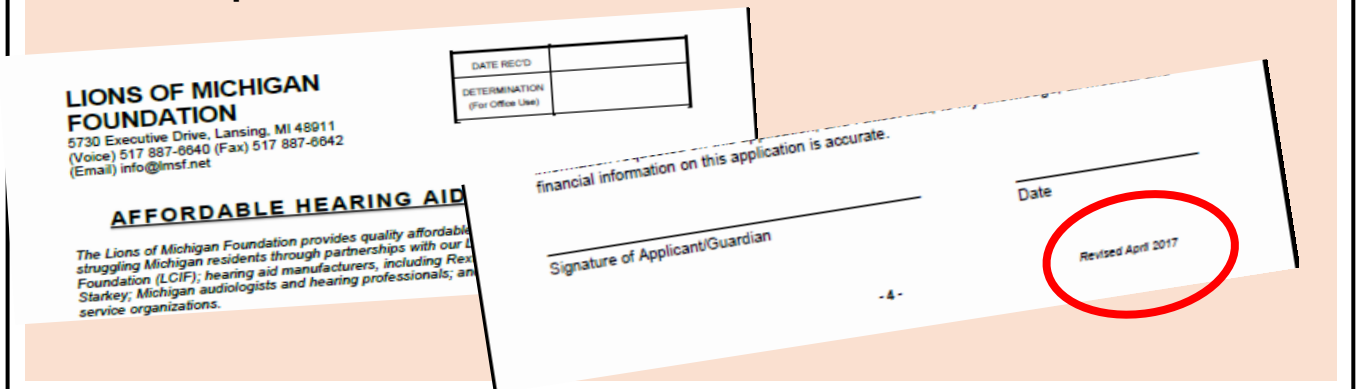 LIONS OF MICHIGAN
FOUNDATION
5730 Executive Drive, Lansing, MI 48911
(Voice) 517 887-6640 (Fax) 517 887-6642
(Email) info@lmsf.net
DATE REC'D
DETERMINATION
(For Office Use)
AFFORDABLE HEARING AID
The Lions of Michigan Foundation provides quality affordable
struggling Michigan residents through partnerships with our
Foundation (LCIF); hearing aid manufacturers, including
Starkey; Michigan audiologists and hearing professionals;
service organizations.
financial information on this application is accurate.
Signature of Applicant/Guardian
Date
Revised April 2017
- 4 -